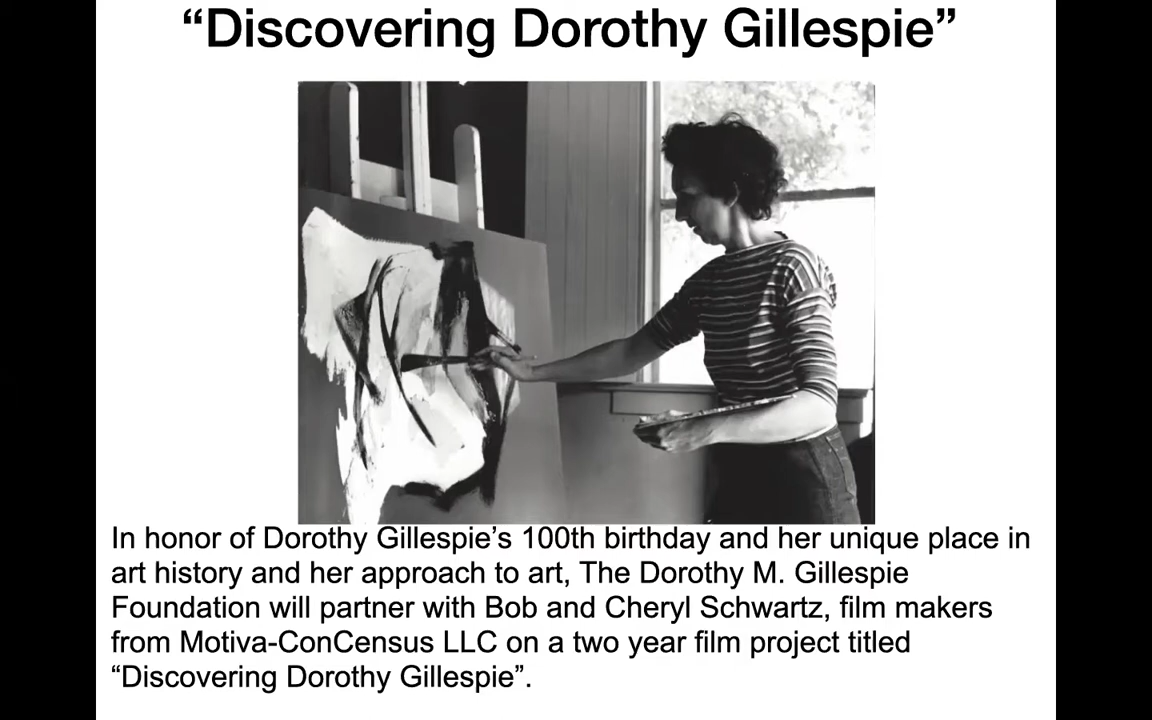 “Discovering Dorothy Gillespie”
In honor of Dorothy Gillespie’s 100th birthday and her unique place in
art history and her approach to art, The Dorothy M. Gillespie
Foundation will partner with Bob and Cheryl Schwartz, film makers
from Motiva-ConCensus LLC on a two year film project titled
“Discovering Dorothy Gillespie”.